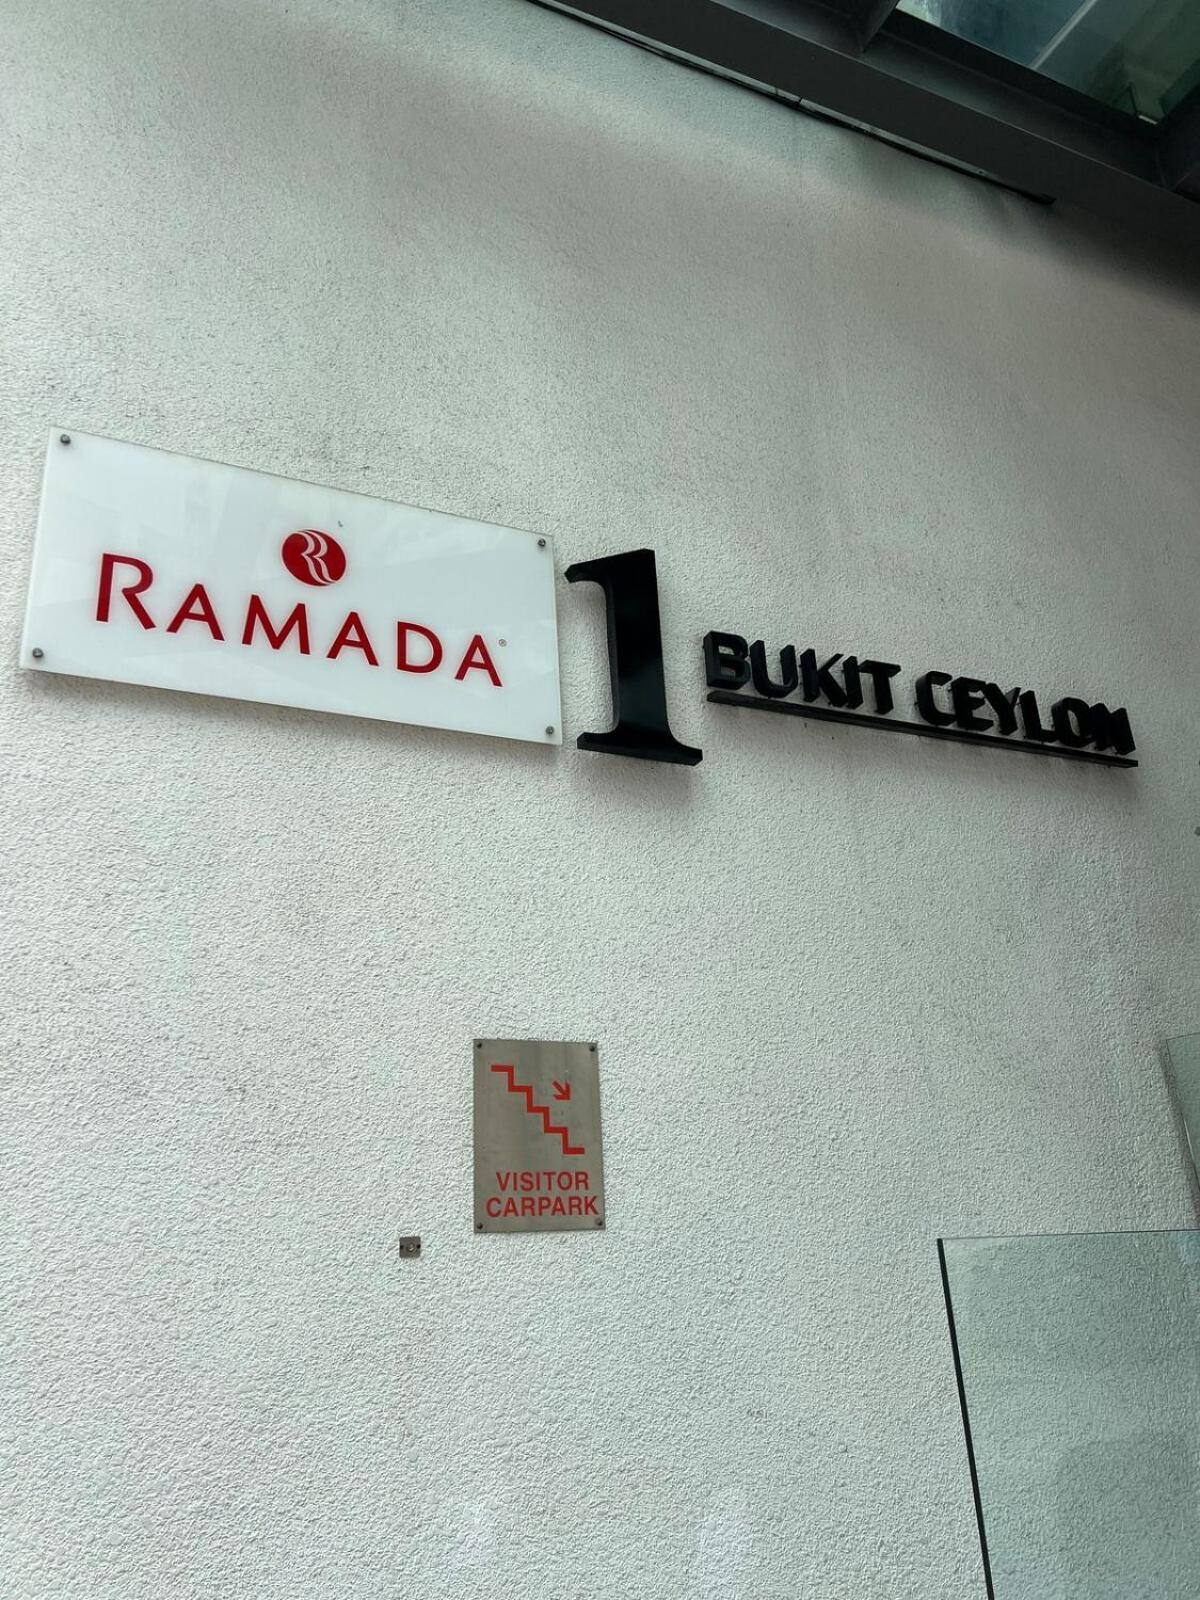 RAMADA®
1 BUKIT CEYLON
VISITOR
CARPARK